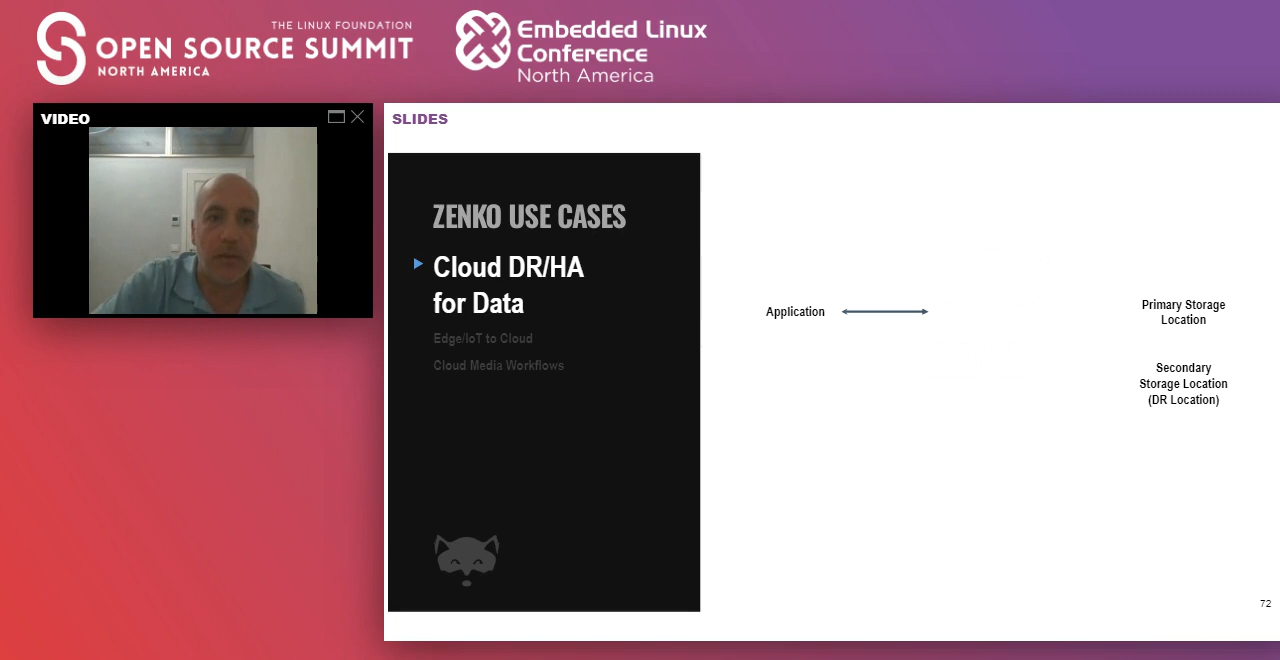 THE LINUX FOUNDATION
OPEN SOURCE SUMMIT
NORTH AMERICA
Embedded Linux
Conference
North America
VIDEO
SLIDES
ZENKO USE CASES
Cloud DR/HA
for Data
Edge/IoT to Cloud
Cloud Media Workflows
Application
Primary Storage
Location
Secondary
Storage Location
(DR Location)
72